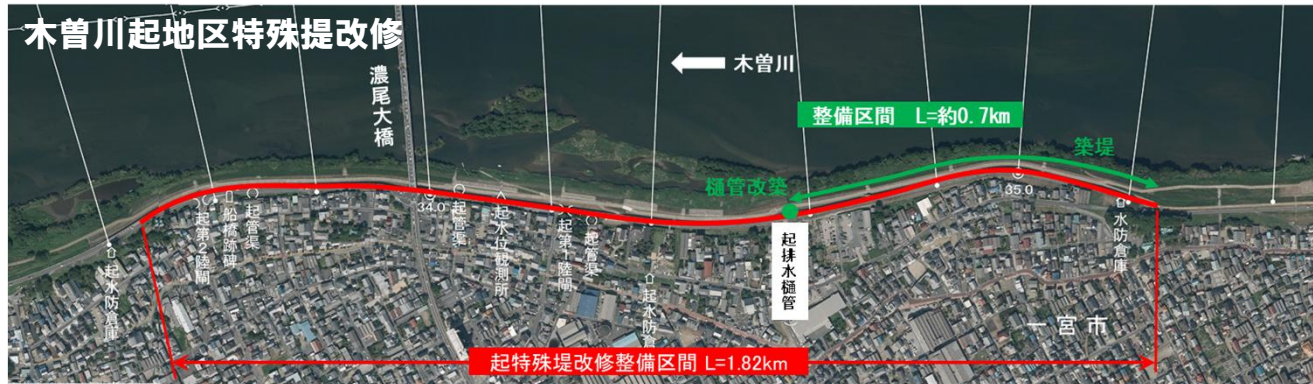 木曽川起地区特殊提改修
濃尾大橋
木曽川
整備区間 L=約0.7km
築堤
樋管改築
35.0
34.0
起第2陸閘
船橋跡碑
起管渠
起管渠
起水位観測所
起第1陸閘
起管渠
起排水樋管
水防倉庫
起水防倉庫
起水防倉
一宮市
起特殊堤改修整備区間 L=1.82km